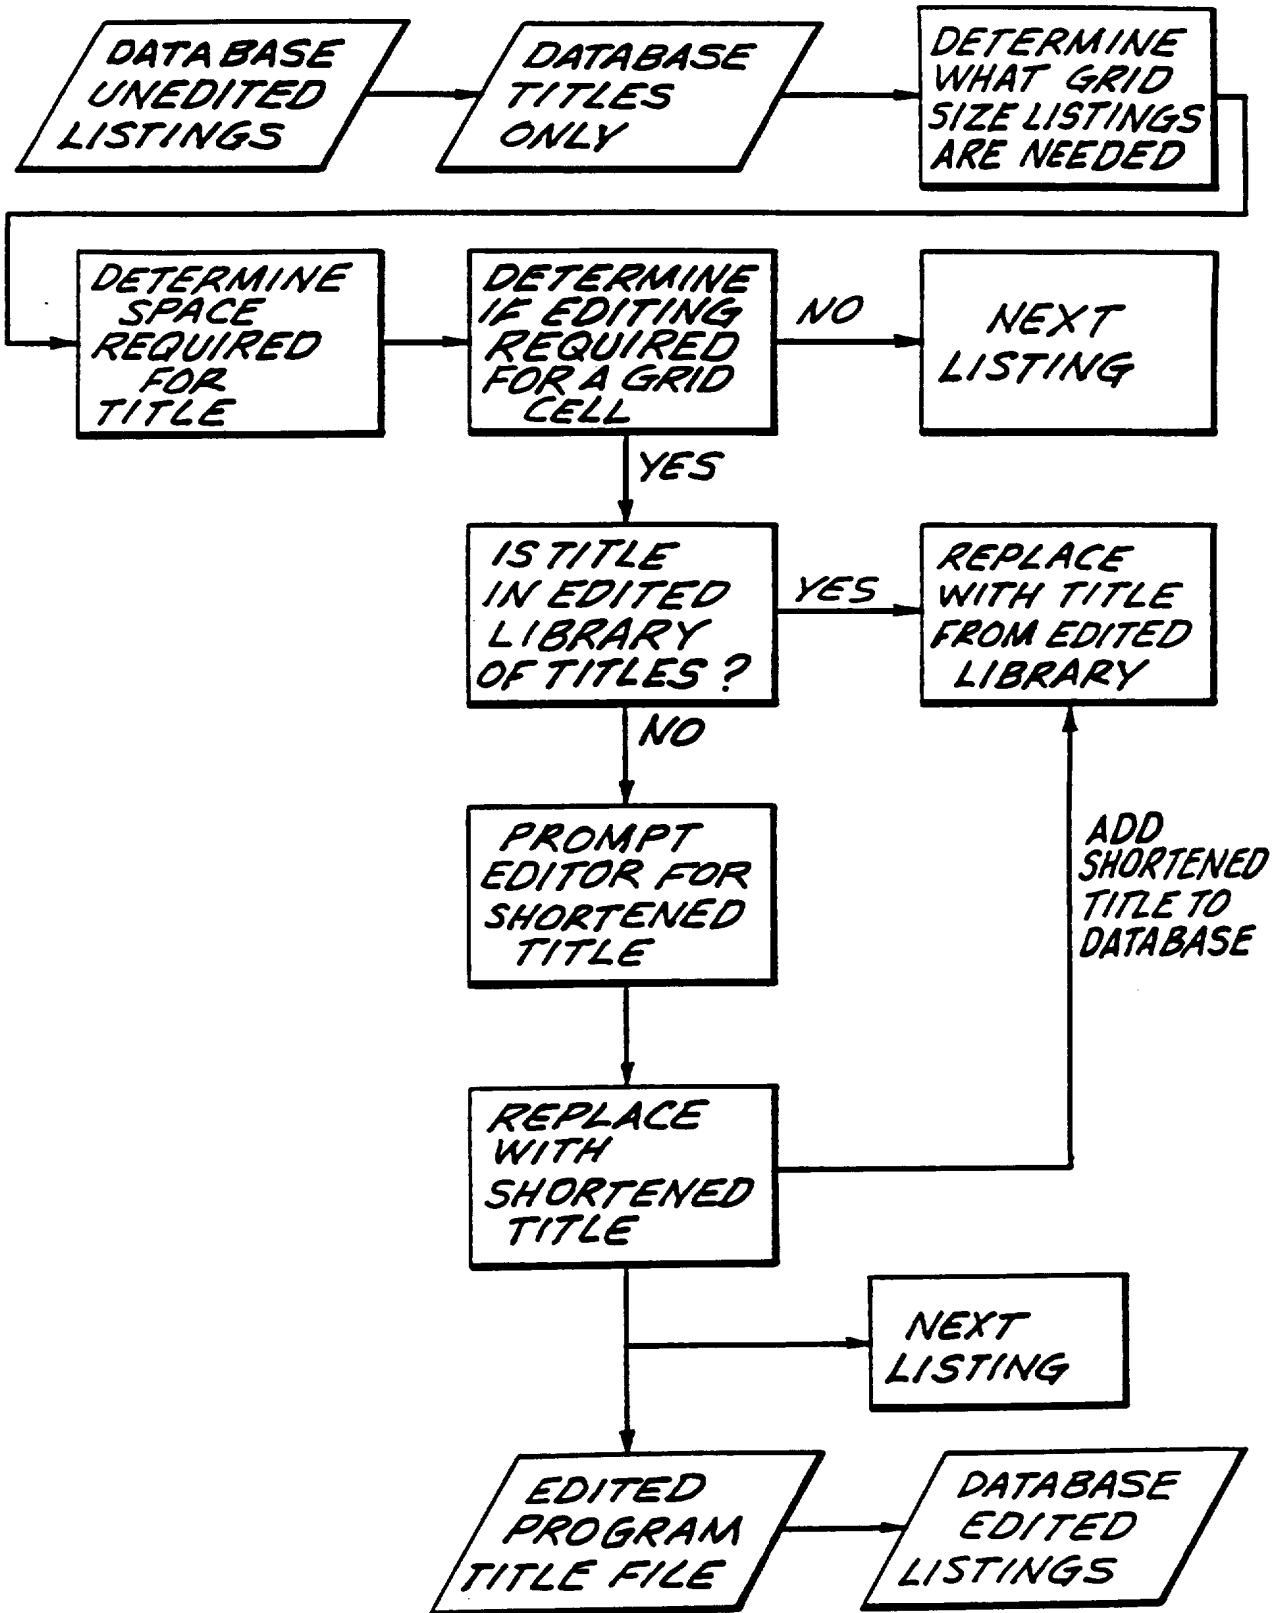 DATABASE
UNEDITED
LISTINGS
DATABASE
TITLES
ONLY
DETERMINE
WHAT GRID
SIZE LISTINGS
ARE NEEDED
DETERMINE
SPACE
REQUIRED
FOR
TITLE
DETERMINE
IF EDITING
REQUIRED
FOR A GRID
CELL
NO
NEXT
LISTING
YES
IS TITLE
IN EDITED
LIBRARY
OF TITLES ?
YES
REPLACE
WITH TITLE
FROM EDITED
LIBRARY
NO
PROMPT
EDITOR FOR
SHORTENED
TITLE
ADD
SHORTENED
TITLE TO
DATABASE
REPLACE
WITH
SHORTENED
TITLE
NEXT
LISTING
EDITED
PROGRAM
TITLE FILE
DATABASE
EDITED
LISTINGS